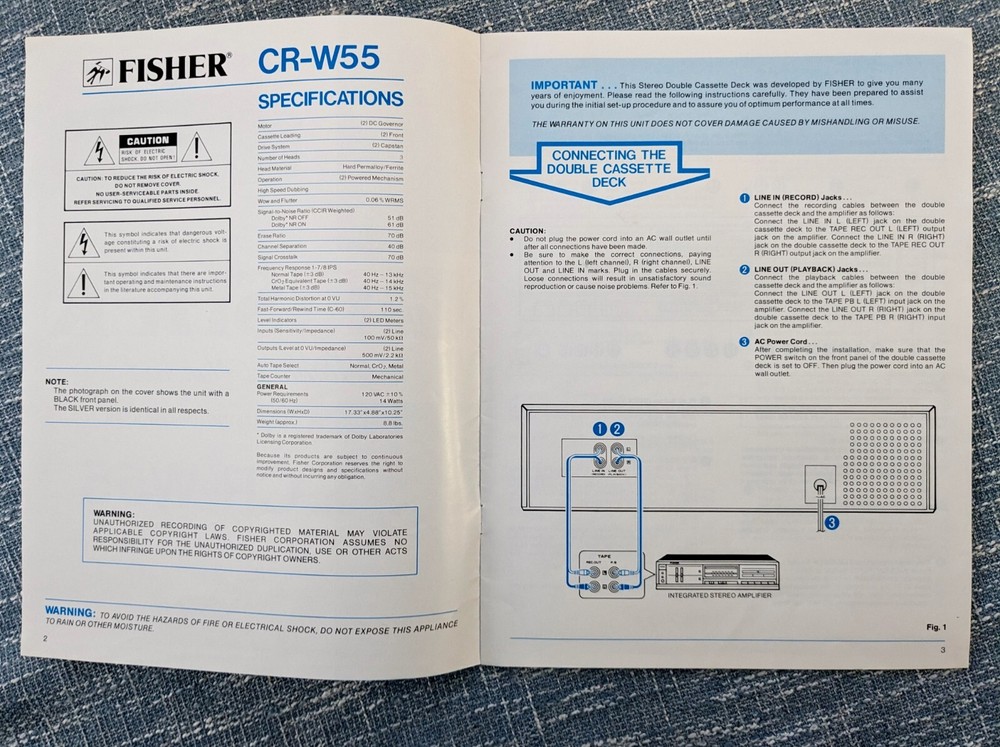 FISHER® CR-W55
SPECIFICATIONS
CAUTION
RISK OF ELECTRIC
SHOCK. DO NOT OPEN!
CAUTION: TO REDUCE THE RISK OF ELECTRIC SHOCK,
DO NOT REMOVE COVER.
NO USER-SERVICEABLE PARTS INSIDE.
REFER SERVICING TO QUALIFIED SERVICE PERSONNEL.
This symbol indicates that dangerous volt-
age constituting a risk of electric shock is
present within this unit.
This symbol indicates that there are impor-
tant operating and maintenance instructions
in the literature accompanying this unit.
NOTE:
The photograph on the cover shows the unit with a
BLACK front panel.
The SILVER version is identical in all respects.
Motor (2) DC Governor
Cassette Loading (2) Front
Drive System (2) Capstan
Number of Heads 3
Head Material Hard Permalloy/Ferrite
Operation (2) Powered Mechanism
High Speed Dubbing
Wow and Flutter 0.06% WRMS
Signal-to-Noise Ratio (CCIR Weighted)
Dolby* NR OFF 51 dB
Dolby* NR ON 61 dB
Erase Ratio 70 dB
Channel Separation 40 dB
Signal Crosstalk 70 dB
Frequency Response 1-7/8 IPS
Normal Tape (±3 dB) 40 Hz – 13 kHz
CrO2 Equivalent Tape (±3 dB) 40 Hz – 14 kHz
Metal Tape (±3 dB) 40 Hz – 15 kHz
Total Harmonic Distortion at 0 VU 1.2%
Fast-Forward/Rewind Time (C-60) 110 sec.
Level Indicators (2) LED Meters
Inputs (Sensitivity/Impedance) (2) Line
100 mV/50 kΩ
Outputs (Level at 0 VU/Impedance) (2) Line
500 mV/2.2 kΩ
Auto Tape Select Normal, CrO2, Metal
Tape Counter Mechanical
GENERAL
Power Requirements 120 VAC ±10%
(50/60 Hz) 14 Watts
Dimensions (WxHxD) 17.33"x4.68"x10.25"
Weight (approx.) 8.8 lbs.
* Dolby is a registered trademark of Dolby Laboratories
Licensing Corporation.
Because its products are subject to continuous
improvement, Fisher Corporation reserves the right to
modify product designs and specifications without
notice and without incurring any obligation.
WARNING:
UNAUTHORIZED RECORDING OF COPYRIGHTED MATERIAL MAY VIOLATE
APPLICABLE COPYRIGHT LAWS. FISHER CORPORATION ASSUMES NO
RESPONSIBILITY FOR THE UNAUTHORIZED DUPLICATION, USE OR OTHER ACTS
WHICH INFRINGE UPON THE RIGHTS OF COPYRIGHT OWNERS.
WARNING: TO AVOID THE HAZARDS OF FIRE OR ELECTRICAL SHOCK, DO NOT EXPOSE THIS APPLIANCE
TO RAIN OR OTHER MOISTURE.
2
IMPORTANT . . . This Stereo Double Cassette Deck was developed by FISHER to give you many
years of enjoyment. Please read the following instructions carefully. They have been prepared to assist
you during the initial set-up procedure and to assure you of optimum performance at all times.
THE WARRANTY ON THIS UNIT DOES NOT COVER DAMAGE CAUSED BY MISHANDLING OR MISUSE.
CONNECTING THE
DOUBLE CASSETTE
DECK
CAUTION:
● Do not plug the power cord into an AC wall outlet until
after all connections have been made.
● Be sure to make the correct connections, paying
attention to the L (left channel), R (right channel), LINE
OUT and LINE IN marks. Plug in the cables securely.
Loose connections will result in unsatisfactory sound
reproduction or cause noise problems. Refer to Fig. 1.
1 LINE IN (RECORD) Jacks . . .
Connect the recording cables between the double
cassette deck and the amplifier as follows:
Connect the LINE IN L (LEFT) jack on the double
cassette deck to the TAPE REC OUT L (LEFT) output
jack on the amplifier. Connect the LINE IN R (RIGHT)
jack on the double cassette deck to the TAPE REC OUT
R (RIGHT) output jack on the amplifier.
2 LINE OUT (PLAYBACK) Jacks . . .
Connect the playback cables between the double
cassette deck and the amplifier as follows:
Connect the LINE OUT L (LEFT) jack on the double
cassette deck to TAPE PB L (LEFT) input jack on the
amplifier. Connect the LINE OUT R (RIGHT) jack on the
double cassette deck to the TAPE PB R (RIGHT) input
jack on the amplifier.
3 AC Power Cord . . .
After completing the installation, make sure that the
POWER switch on the front panel of the double cassette
deck is set to OFF. Then plug the power cord into an AC
wall outlet.
1 2
L
R
LINE IN LINE OUT
3
TAPE
REC OUT P.B.
L
R
INTEGRATED STEREO AMPLIFIER
Fig. 1
3